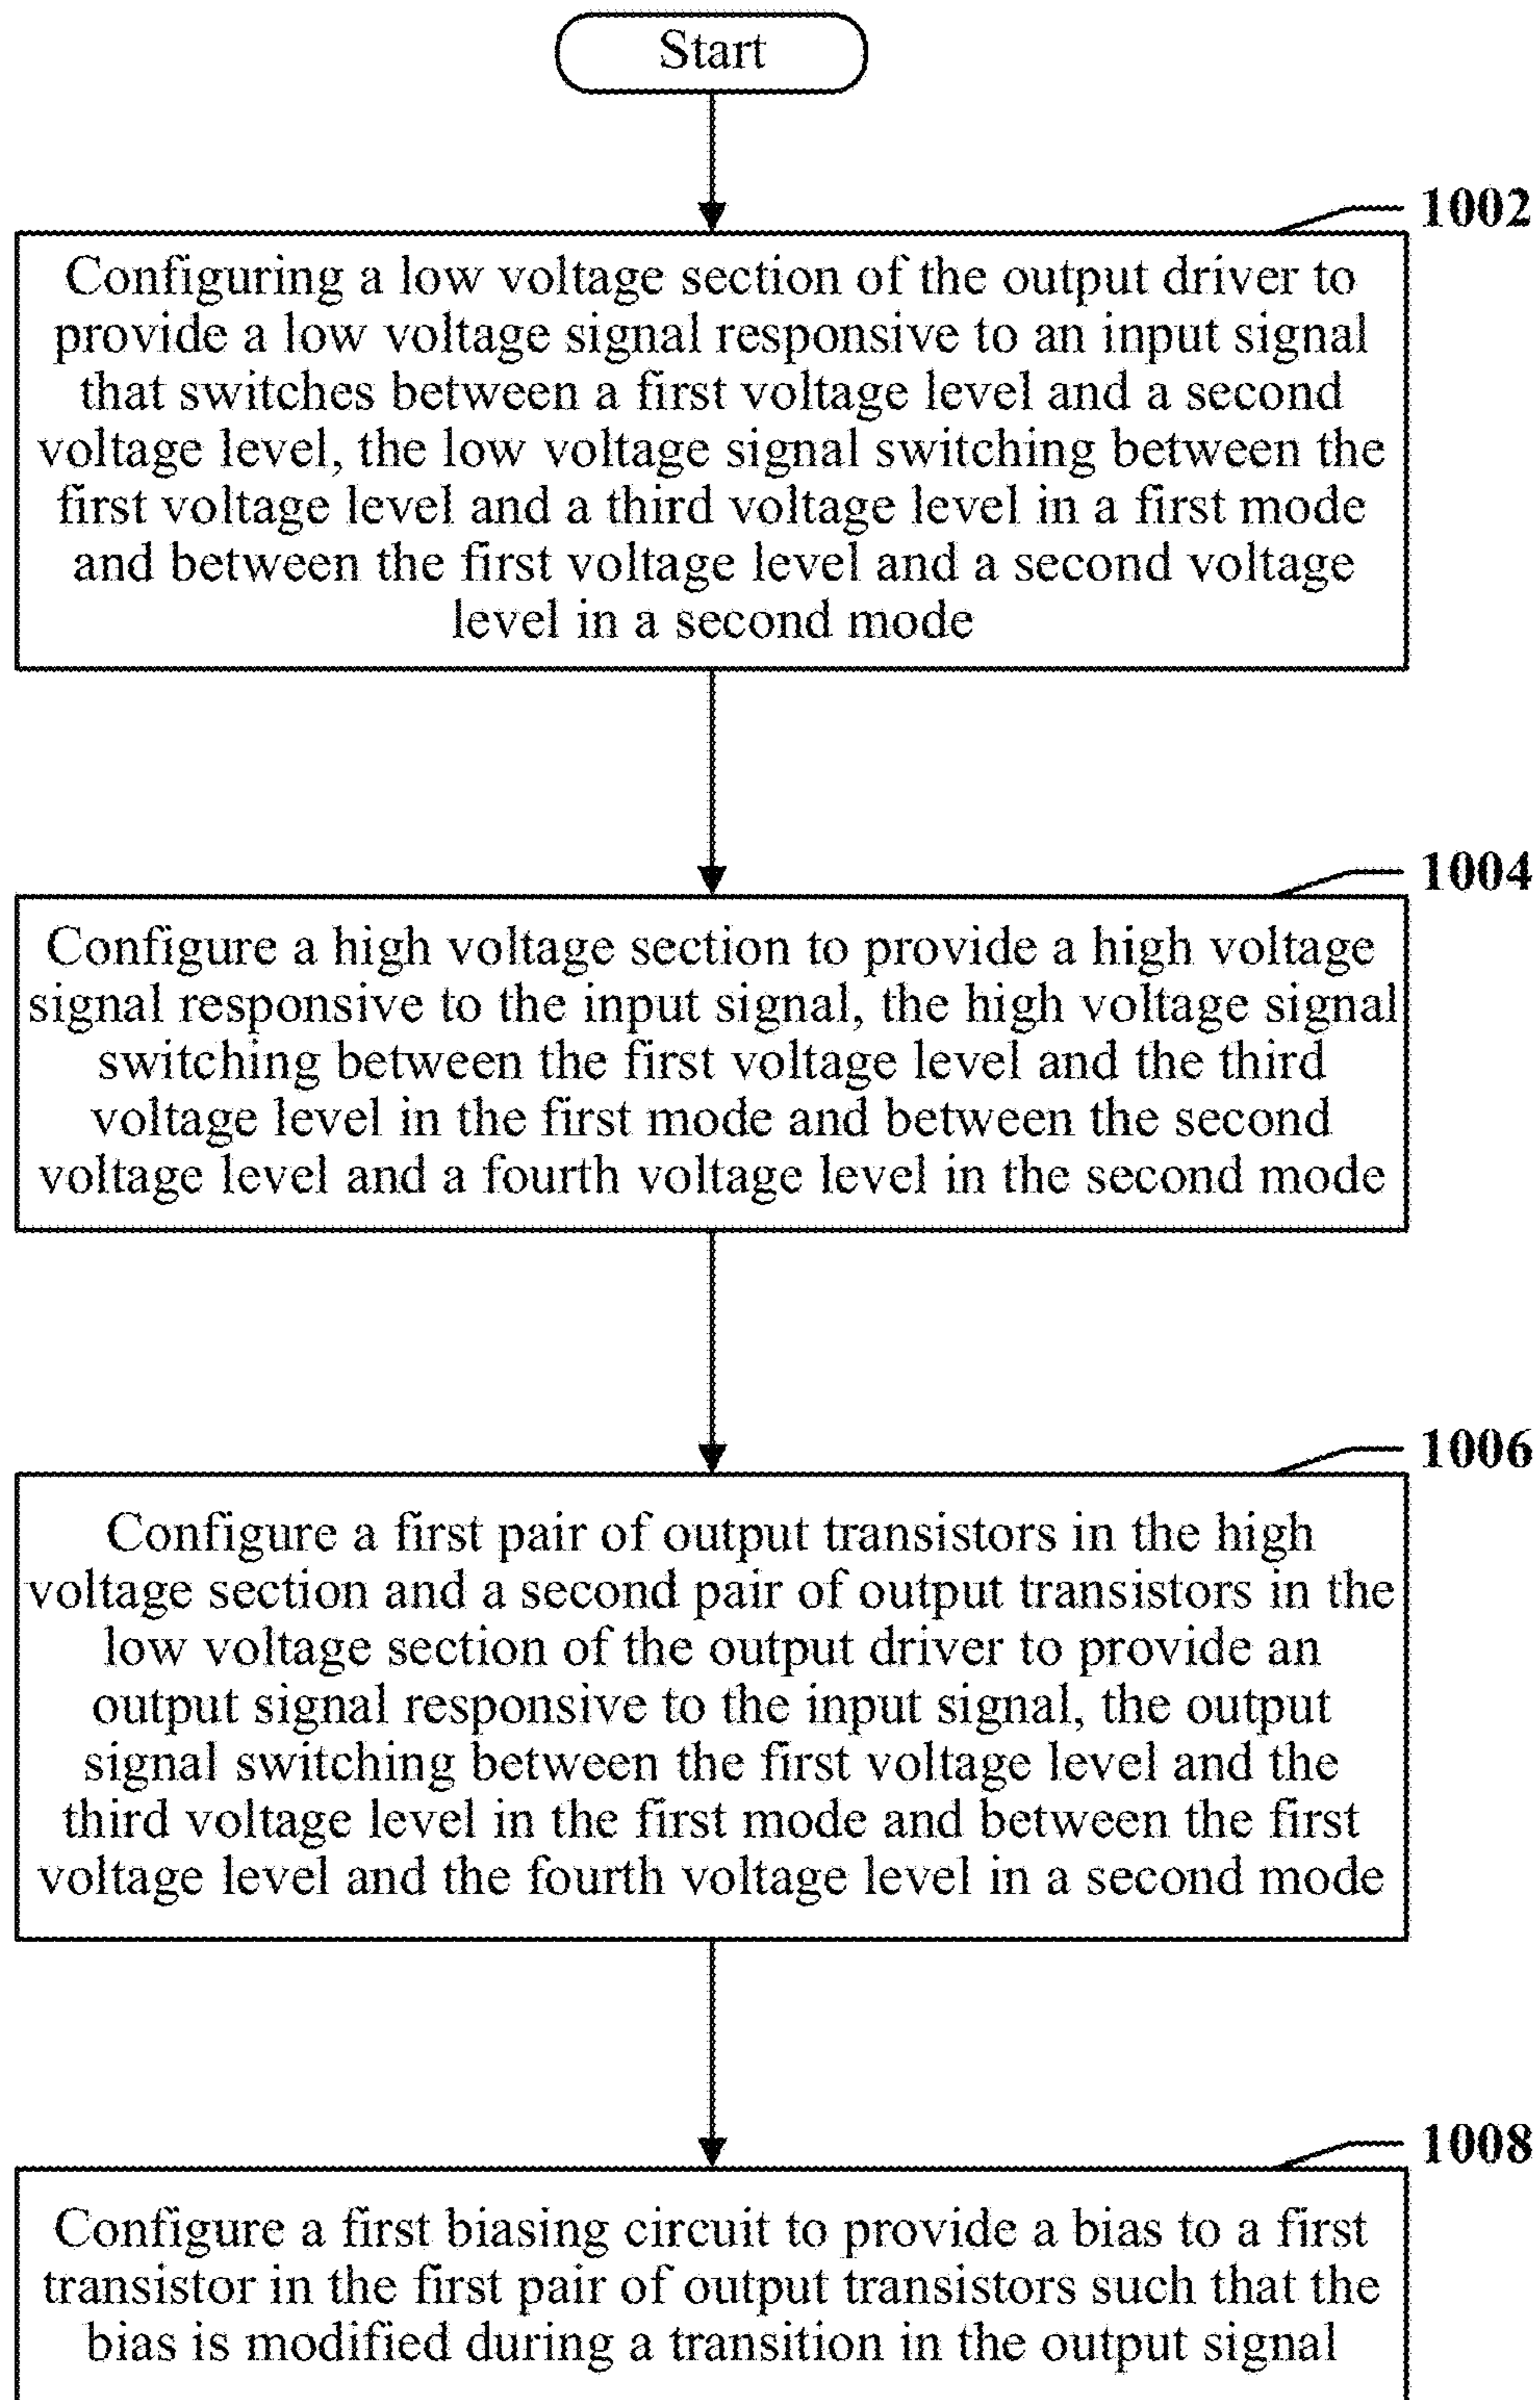 Start
1002
Configuring a low voltage section of the output driver to
provide a low voltage signal responsive to an input signal
that switches between a first voltage level and a second
voltage level, the low voltage signal switching between the
first voltage level and a third voltage level in a first mode
and between the first voltage level and a second voltage
level in a second mode
1004
Configure a high voltage section to provide a high voltage
signal responsive to the input signal, the high voltage signal
switching between the first voltage level and the third
voltage level in the first mode and between the second
voltage level and a fourth voltage level in the second mode
1006
Configure a first pair of output transistors in the high
voltage section and a second pair of output transistors in the
low voltage section of the output driver to provide an
output signal responsive to the input signal, the output
signal switching between the first voltage level and the
third voltage level in the first mode and between the first
voltage level and the fourth voltage level in a second mode
1008
Configure a first biasing circuit to provide a bias to a first
transistor in the first pair of output transistors such that the
bias is modified during a transition in the output signal